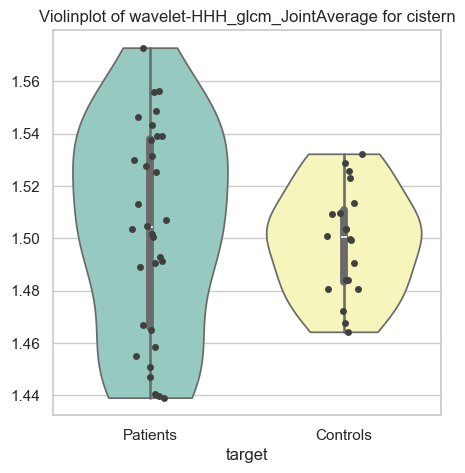 Violinplot of wavelet-HHH_glcm_JointAverage for cistern
1.56
1.54
1.52
1.50
1.48
1.46
1.44
Patients
Controls
target